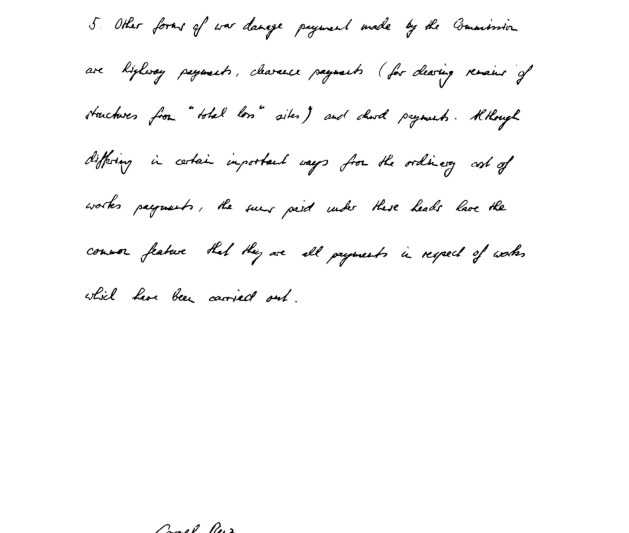 5. Other forms of war damage payment made by the Commission
are highway payments, clearance payments (for clearing remains of
structures from "total loss" sites) and church payments. Although
differing in certain important ways from the ordinary cost of
works payments, the sums paid under these heads have the
common feature that they are all payments in respect of works
which have been carried out.